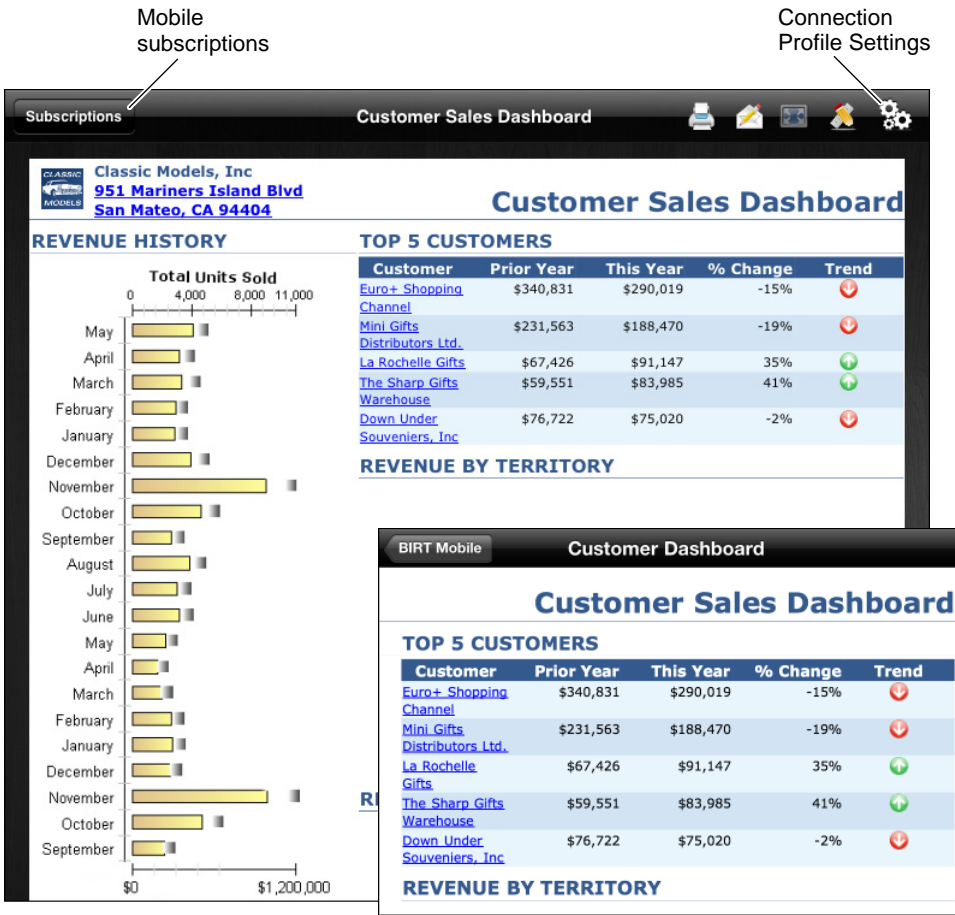 Mobile
subscriptions
Connection
Profile Settings
Subscriptions
Customer Sales Dashboard
CLASSIC
MODELS
Classic Models, Inc
951 Mariners Island Blvd
San Mateo, CA 94404
Customer Sales Dashboard
REVENUE HISTORY
Total Units Sold
0 4,000 8,000 11,000
May
April
March
February
January
December
November
October
September
August
July
June
May
April
March
February
January
December
November
October
September
$0 $1,200,000
TOP 5 CUSTOMERS
Customer Prior Year This Year % Change Trend
Euro+ Shopping
Channel $340,831 $290,019 -15%
Mini Gifts
Distributors Ltd. $231,563 $188,470 -19%
La Rochelle Gifts $67,426 $91,147 35%
The Sharp Gifts
Warehouse $59,551 $83,985 41%
Down Under
Souveniers, Inc $76,722 $75,020 -2%
REVENUE BY TERRITORY
RE
BIRT Mobile
Customer Dashboard
Customer Sales Dashboard
TOP 5 CUSTOMERS
Customer Prior Year This Year % Change Trend
Euro+ Shopping
Channel $340,831 $290,019 -15%
Mini Gifts
Distributors Ltd. $231,563 $188,470 -19%
La Rochelle
Gifts $67,426 $91,147 35%
The Sharp Gifts
Warehouse $59,551 $83,985 41%
Down Under
Souveniers, Inc $76,722 $75,020 -2%
REVENUE BY TERRITORY